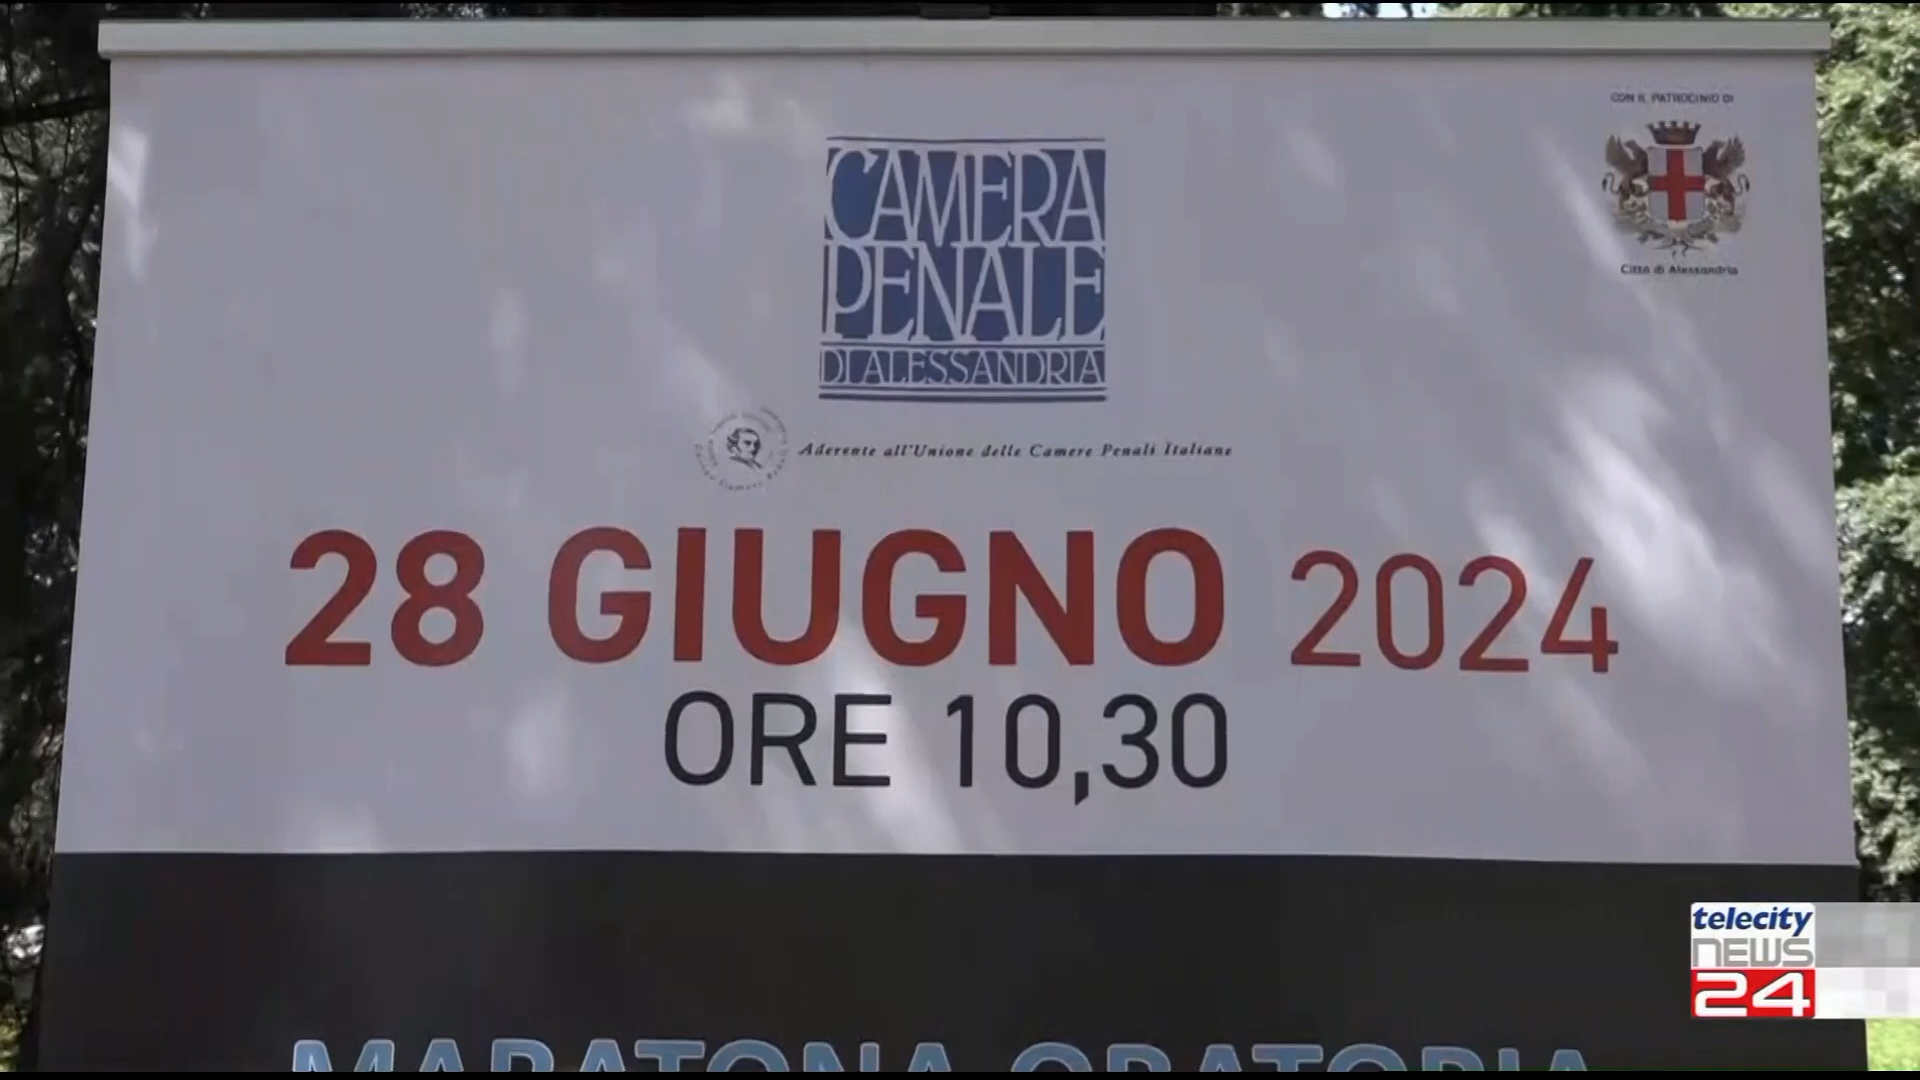 CON IL PATROCINIO DI
Città di Alessandria
CAMERA
PENALE
DI ALESSANDRIA
Aderente all'Unione delle Camere Penali Italiane
28 GIUGNO 2024
ORE 10,30
MARATONA ORATORIA
telecity
NEWS
24